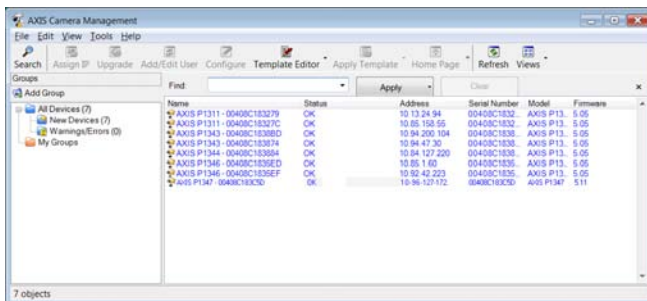 AXIS Camera Management
File Edit View Tools Help
Search Assign IP Upgrade Add/Edit User Configure Template Editor Apply Template Home Page Refresh Views
Groups
Add Group
All Devices (7)
New Devices (7)
Warnings/Errors (0)
My Groups
Find: Apply Clear
Name Status Address Serial Number Model Firmware
AXIS P1311 - 00408C183279 OK 10.13.24.94 00408C1832... AXIS P13... 5.05
AXIS P1311 - 00408C18327C OK 10.85.158.55 00408C1832... AXIS P13... 5.05
AXIS P1343 - 00408C1838BD OK 10.94.200.104 00408C1838... AXIS P13... 5.05
AXIS P1343 - 00408C183874 OK 10.94.47.30 00408C1838... AXIS P13... 5.05
AXIS P1344 - 00408C183884 OK 10.84.127.220 00408C1838... AXIS P13... 5.05
AXIS P1346 - 00408C1835ED OK 10.85.1.60 00408C1835... AXIS P13... 5.05
AXIS P1346 - 00408C1835EF OK 10.92.42.223 00408C1835... AXIS P13... 5.05
AXIS P1347 - 00408C183C5D OK 10-96-127-172. 00408C183C5D AXIS P1347 5.11
7 objects